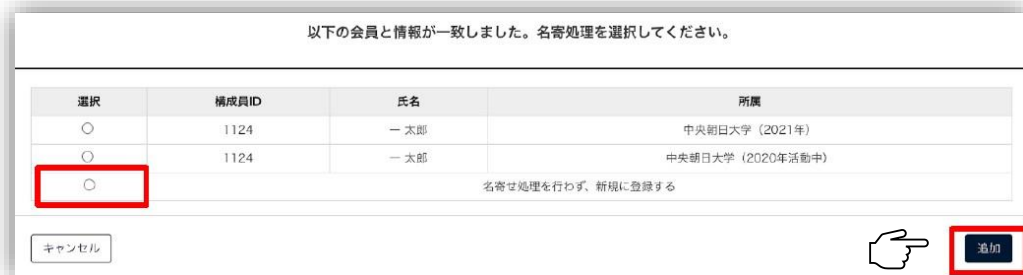 以下の会員と情報が一致しました。名寄処理を選択してください。
選択 構成員ID 氏名 所属
1124 一 太郎 中央朝日大学（2021年）
1124 一 太郎 中央朝日大学（2020年活動中）
名寄せ処理を行わず、新規に登録する
キャンセル 追加